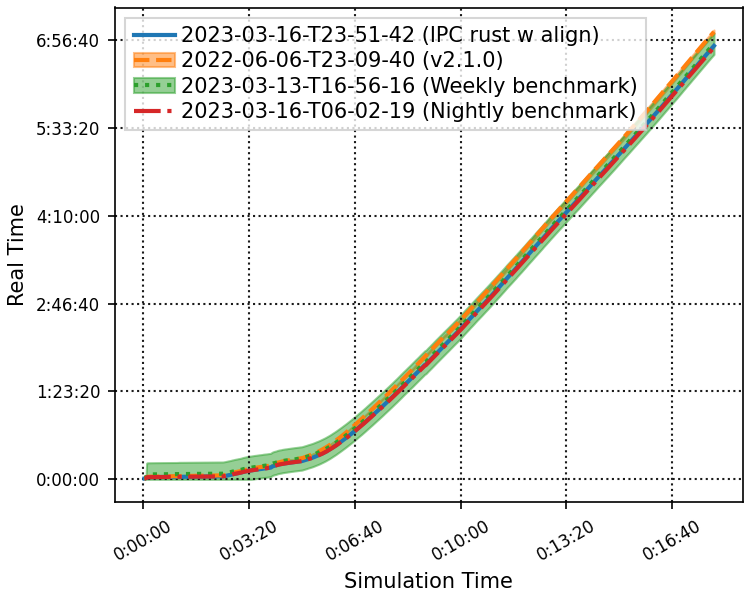 2023-03-16-T23-51-42 (IPC rust w align)
2022-06-06-T23-09-40 (v2.1.0)
2023-03-13-T16-56-16 (Weekly benchmark)
2023-03-16-T06-02-19 (Nightly benchmark)
Real Time
6:56:40
5:33:20
4:10:00
2:46:40
1:23:20
0:00:00
0:00:00
0:03:20
0:06:40
0:10:00
0:13:20
0:16:40
Simulation Time